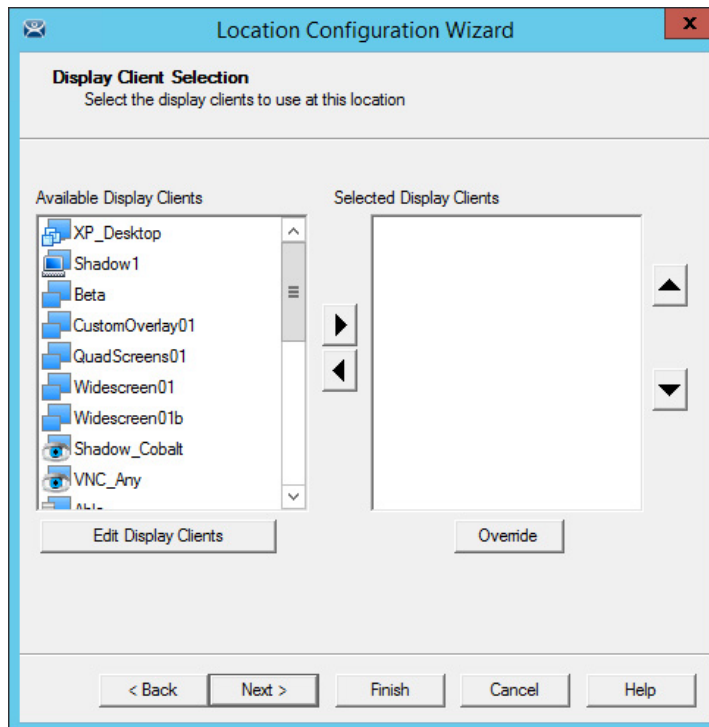 Location Configuration Wizard
X
Display Client Selection
Select the display clients to use at this location
Available Display Clients
Selected Display Clients
XP_Desktop
Shadow1
Beta
CustomOverlay01
QuadScreens01
Widescreen01
Widescreen01b
Shadow_Cobalt
VNC_Any
Edit Display Clients
Override
< Back
Next >
Finish
Cancel
Help